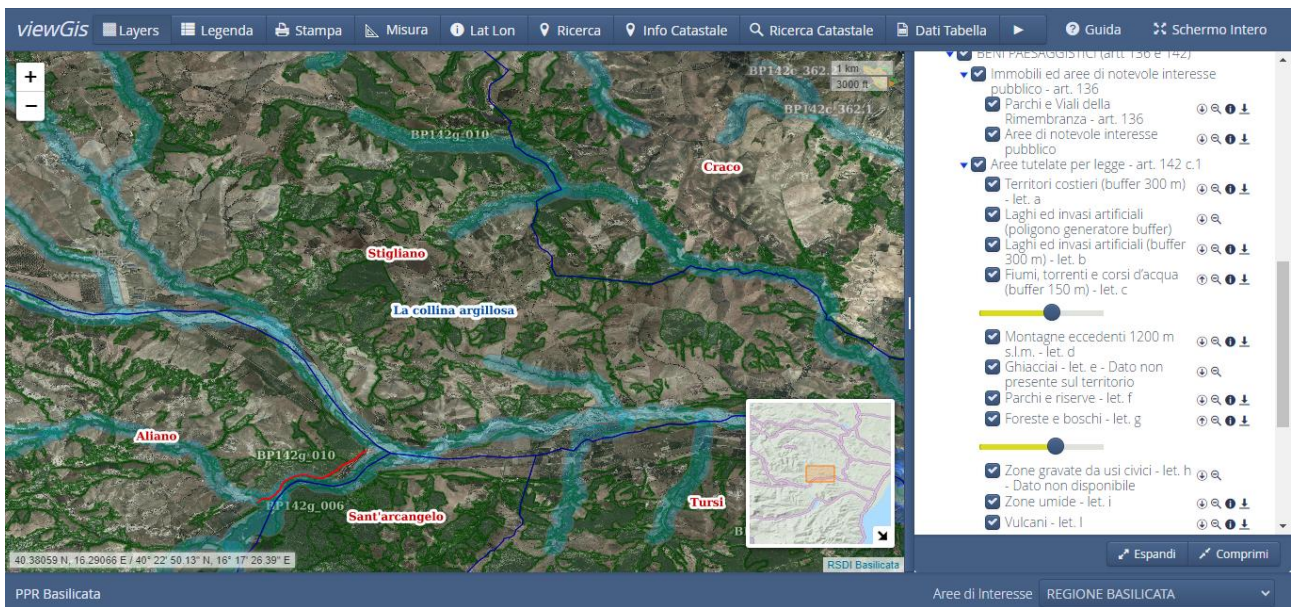 viewGis Layers Legenda Stampa Misura Lat Lon Ricerca Info Catastale Ricerca Catastale Dati Tabella Guida Schermo Intero
+
−
BP142c_362.1
1 km
3000 ft
BP142c_362.1
BP142g_010
Craco
Stigliano
La collina argillosa
Aliano
BP142g_010
BP142g_006
Sant'arcangelo
Tursi
40.38059 N, 16.29066 E / 40° 22' 50.13" N, 16° 17' 26.39" E
RSDI Basilicata
BENI PAESAGGISTICI (artt 136 e 142)
Immobili ed aree di notevole interesse
pubblico - art. 136
Parchi e Viali della
Rimembranza - art. 136
Aree di notevole interesse
pubblico
Aree tutelate per legge - art. 142 c.1
Territori costieri (buffer 300 m)
- let. a
Laghi ed invasi artificiali
(poligono generatore buffer)
Laghi ed invasi artificiali (buffer
300 m) - let. b
Fiumi, torrenti e corsi d'acqua
(buffer 150 m) - let. c
Montagne eccedenti 1200 m
s.l.m. - let. d
Ghiacciai - let. e - Dato non
presente sul territorio
Parchi e riserve - let. f
Foreste e boschi - let. g
Zone gravate da usi civici - let. h
- Dato non disponibile
Zone umide - let. i
Vulcani - let. l
Espandi Comprimi
PPR Basilicata Aree di Interesse REGIONE BASILICATA